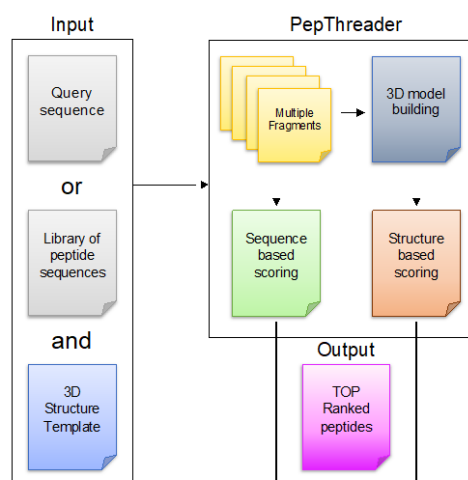 Input
Query
sequence
or
Library of
peptide
sequences
and
3D
Structure
Template
PepThreader
Multiple
Fragments
3D model
building
Sequence
based
scoring
Structure
based
scoring
Output
TOP
Ranked
peptides